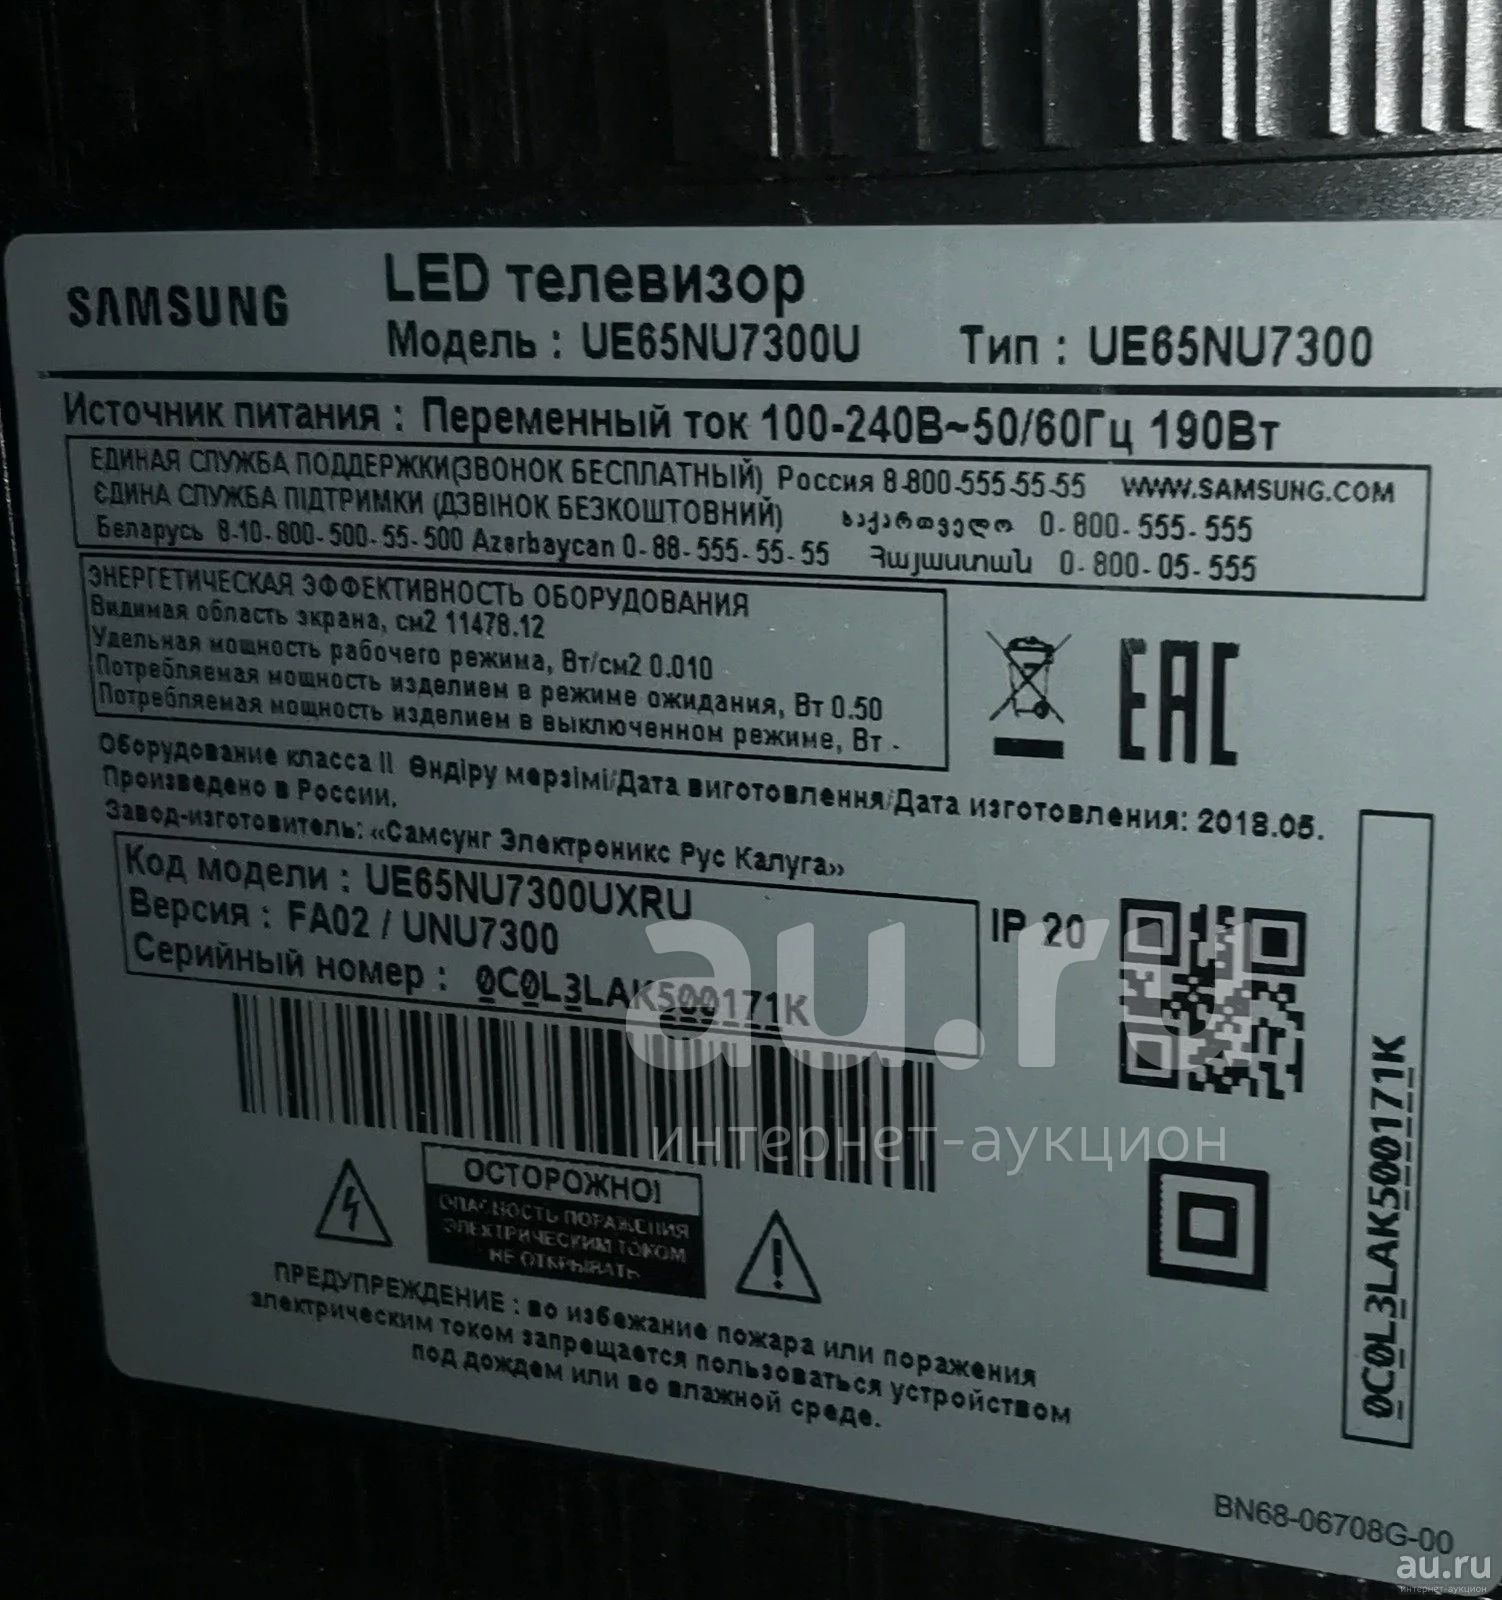 SAMSUNG
LED телевизор
Модель : UE65NU7300U Тип : UE65NU7300
Источник питания : Переменный ток 100-240В~50/60Гц 190Вт
ЕДИНАЯ СЛУЖБА ПОДДЕРЖКИ(ЗВОНОК БЕСПЛАТНЫЙ) Россия 8-800-555-55-55 WWW.SAMSUNG.COM
ЄДИНА СЛУЖБА ПІДТРИМКИ (ДЗВІНОК БЕЗКОШТОВНИЙ) საქართველო 0-800-555-555
Беларусь 8-10-800-500-55-500 Azərbaycan 0-88-555-55-55 Հայաստան 0-800-05-555
ЭНЕРГЕТИЧЕСКАЯ ЭФФЕКТИВНОСТЬ ОБОРУДОВАНИЯ
Видимая область экрана, см2 11478.12
Удельная мощность рабочего режима, Вт/см2 0.010
Потребляемая мощность изделием в режиме ожидания, Вт 0.50
Потребляемая мощность изделием в выключенном режиме, Вт -
EAC
Оборудование класса II Өндіру мерзімі/Дата виготовлення/Дата изготовления: 2018.05.
Произведено в России.
Завод-изготовитель: «Самсунг Электроникс Рус Калуга»
Код модели : UE65NU7300UXRU
Версия : FA02 / UNU7300
Серийный номер : 0C0L3LAK500171K
IP 20
au.ru
интернет-аукцион
0C0L3LAK500171K
ОСТОРОЖНО!
ОПАСНОСТЬ ПОРАЖЕНИЯ
ЭЛЕКТРИЧЕСКИМ ТОКОМ
НЕ ОТКРЫВАТЬ
ПРЕДУПРЕЖДЕНИЕ : во избежание пожара или поражения
электрическим током запрещается пользоваться устройством
под дождем или во влажной среде.
BN68-06708G-00
au.ru
интернет-аукцион